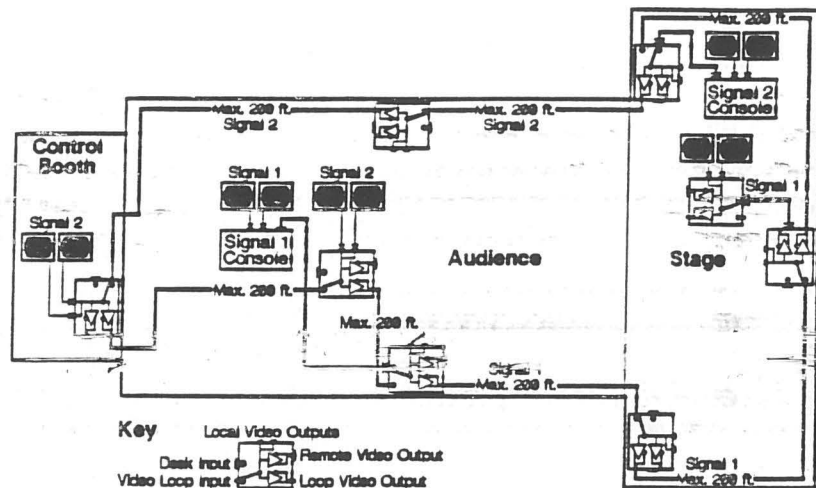 Max. 200 ft.
Signal 2
Console
Max. 200 ft.
Signal 2
Max. 200 ft.
Signal 2
Control
Booth
Signal 1
Signal 2
Signal 1
Signal 2
Signal 1
Console
Audience
Stage
Max. 200 ft.
Max. 200 ft.
Signal 1
Max. 200 ft.
Key
Local Video Outputs
Desk Input
Remote Video Output
Video Loop Input
Loop Video Output
Signal 1